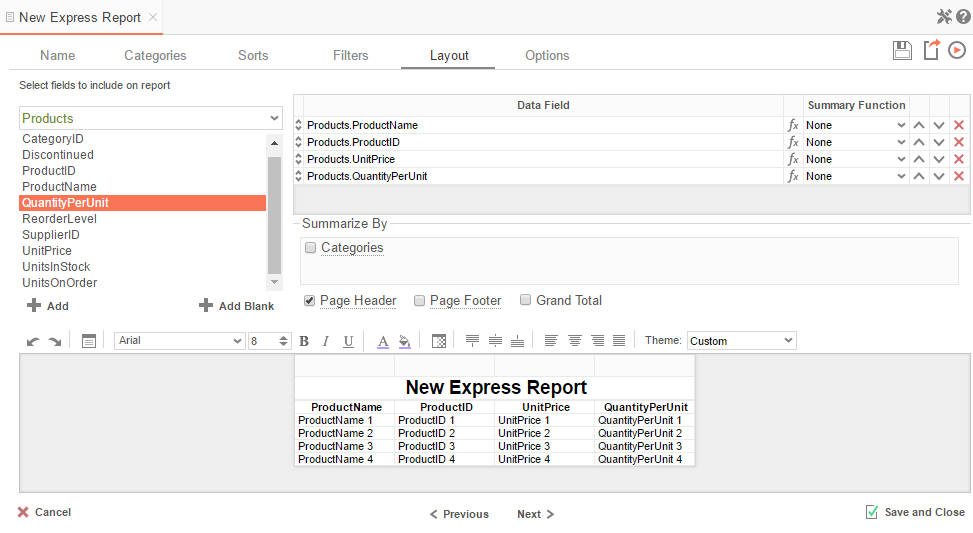 New Express Report
Name Categories Sorts Filters Layout Options
Select fields to include on report
Products
CategoryID
Discontinued
ProductID
ProductName
QuantityPerUnit
ReorderLevel
SupplierID
UnitPrice
UnitsInStock
UnitsOnOrder
Add Add Blank
Data Field Summary Function
Products.ProductName fx None
Products.ProductID fx None
Products.UnitPrice fx None
Products.QuantityPerUnit fx None
Summarize By
Categories
Page Header Page Footer Grand Total
Arial 8 B I U A Theme: Custom
New Express Report
ProductName ProductID UnitPrice QuantityPerUnit
ProductName 1 ProductID 1 UnitPrice 1 QuantityPerUnit 1
ProductName 2 ProductID 2 UnitPrice 2 QuantityPerUnit 2
ProductName 3 ProductID 3 UnitPrice 3 QuantityPerUnit 3
ProductName 4 ProductID 4 UnitPrice 4 QuantityPerUnit 4
Cancel Previous Next Save and Close